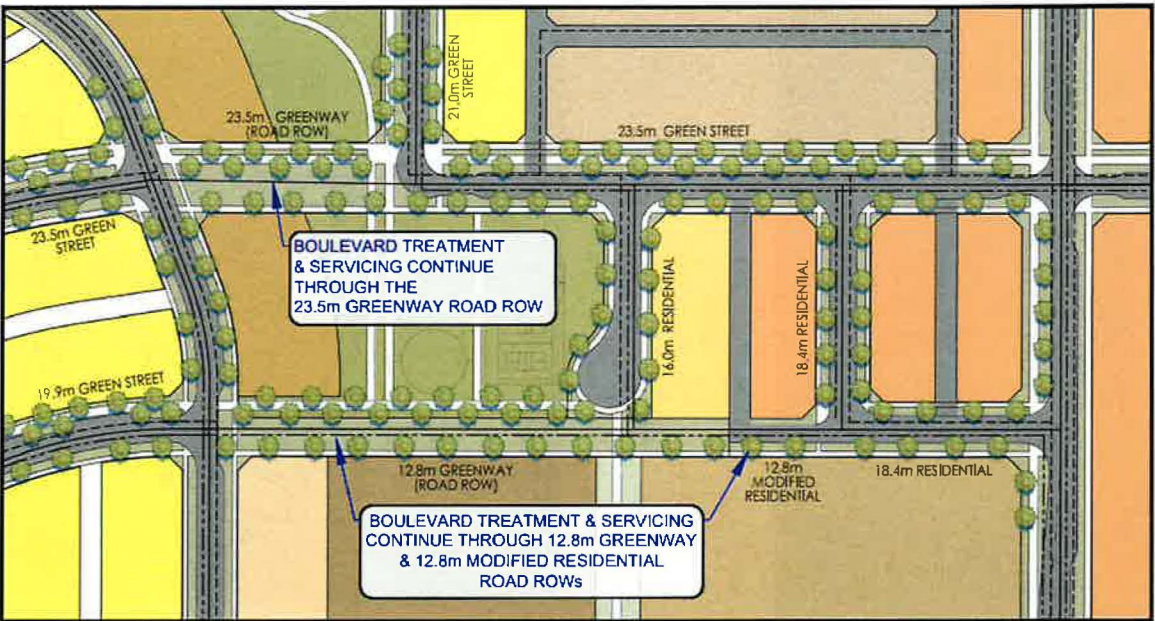 21.0m GREEN
STREET
23.5m GREENWAY
(ROAD ROW)
23.5m GREEN STREET
23.5m GREEN
STREET
BOULEVARD TREATMENT
& SERVICING CONTINUE
THROUGH THE
23.5m GREENWAY ROAD ROW
16.0m RESIDENTIAL
18.4m RESIDENTIAL
19.9m GREEN STREET
12.8m GREENWAY
(ROAD ROW)
12.8m
MODIFIED
RESIDENTIAL
18.4m RESIDENTIAL
BOULEVARD TREATMENT & SERVICING
CONTINUE THROUGH 12.8m GREENWAY
& 12.8m MODIFIED RESIDENTIAL
ROAD ROWs